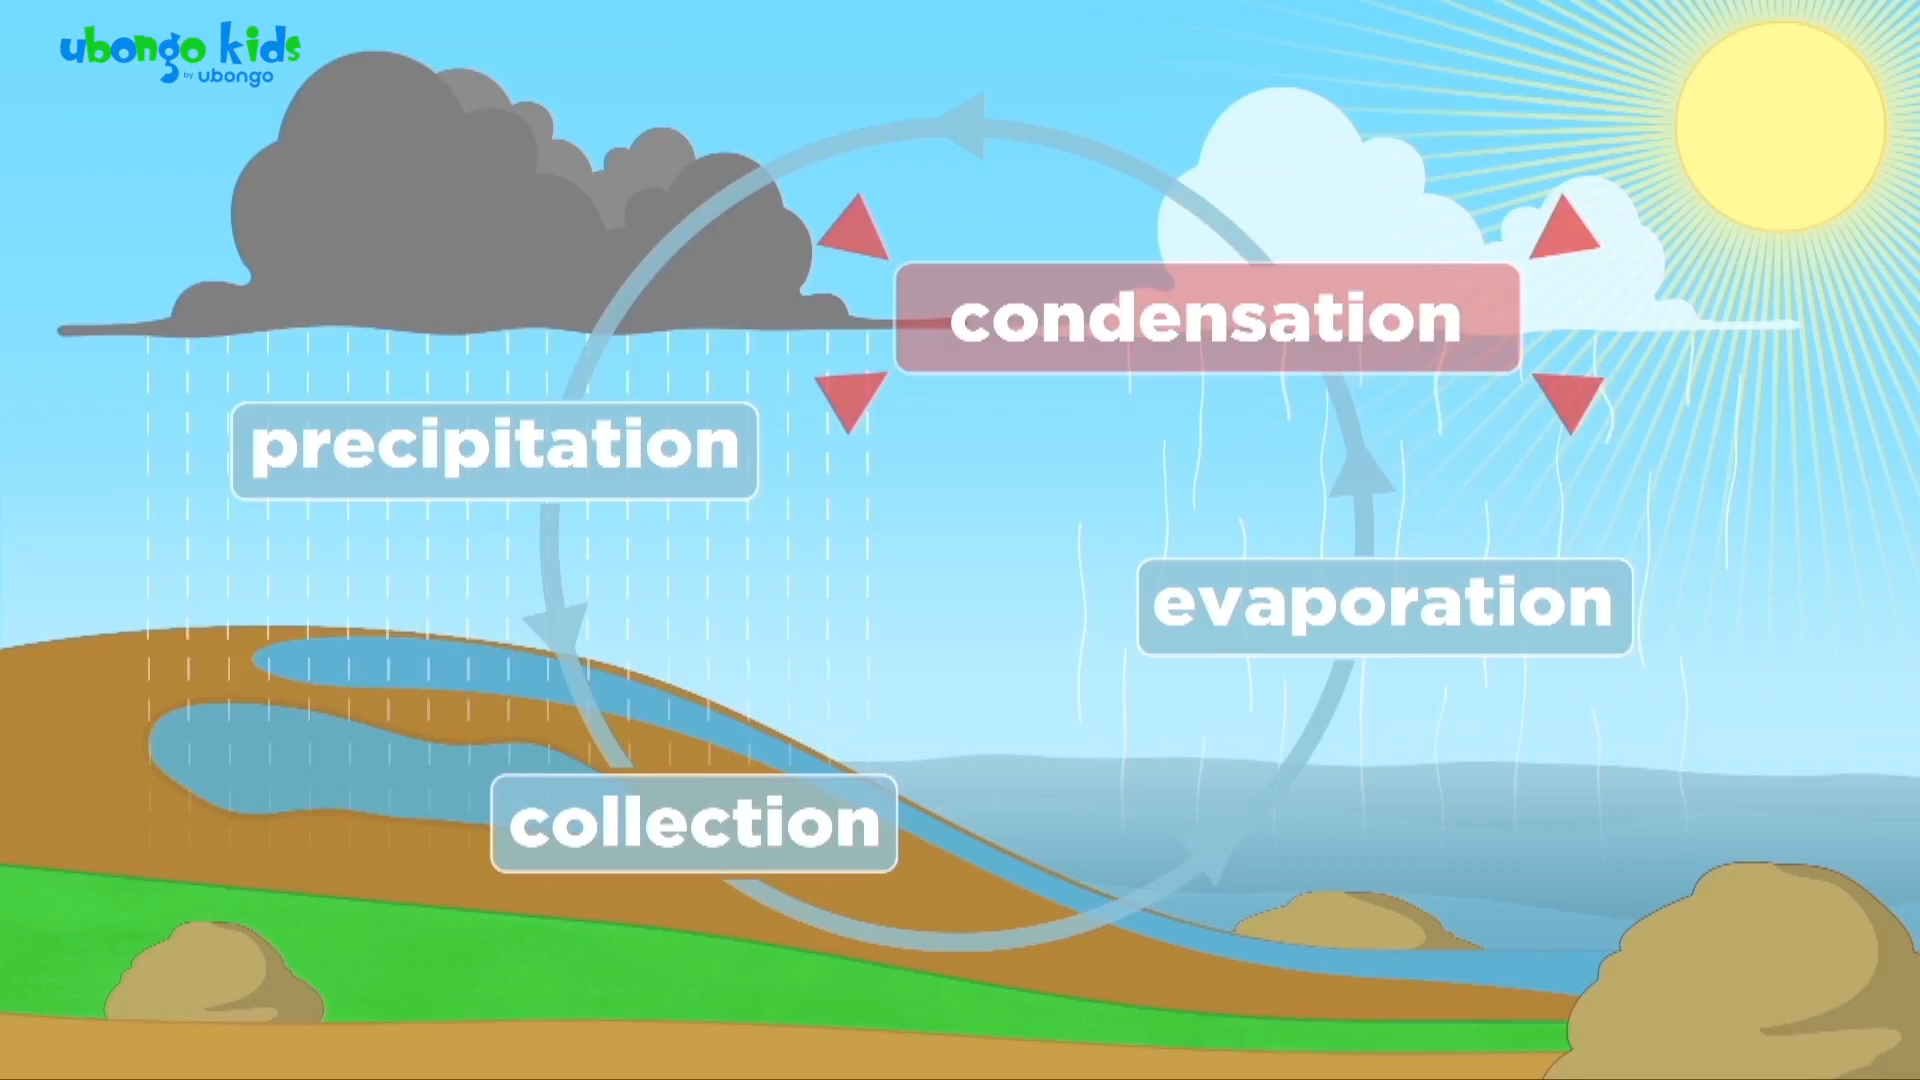 ubongo kids
by ubongo
condensation
precipitation
evaporation
collection